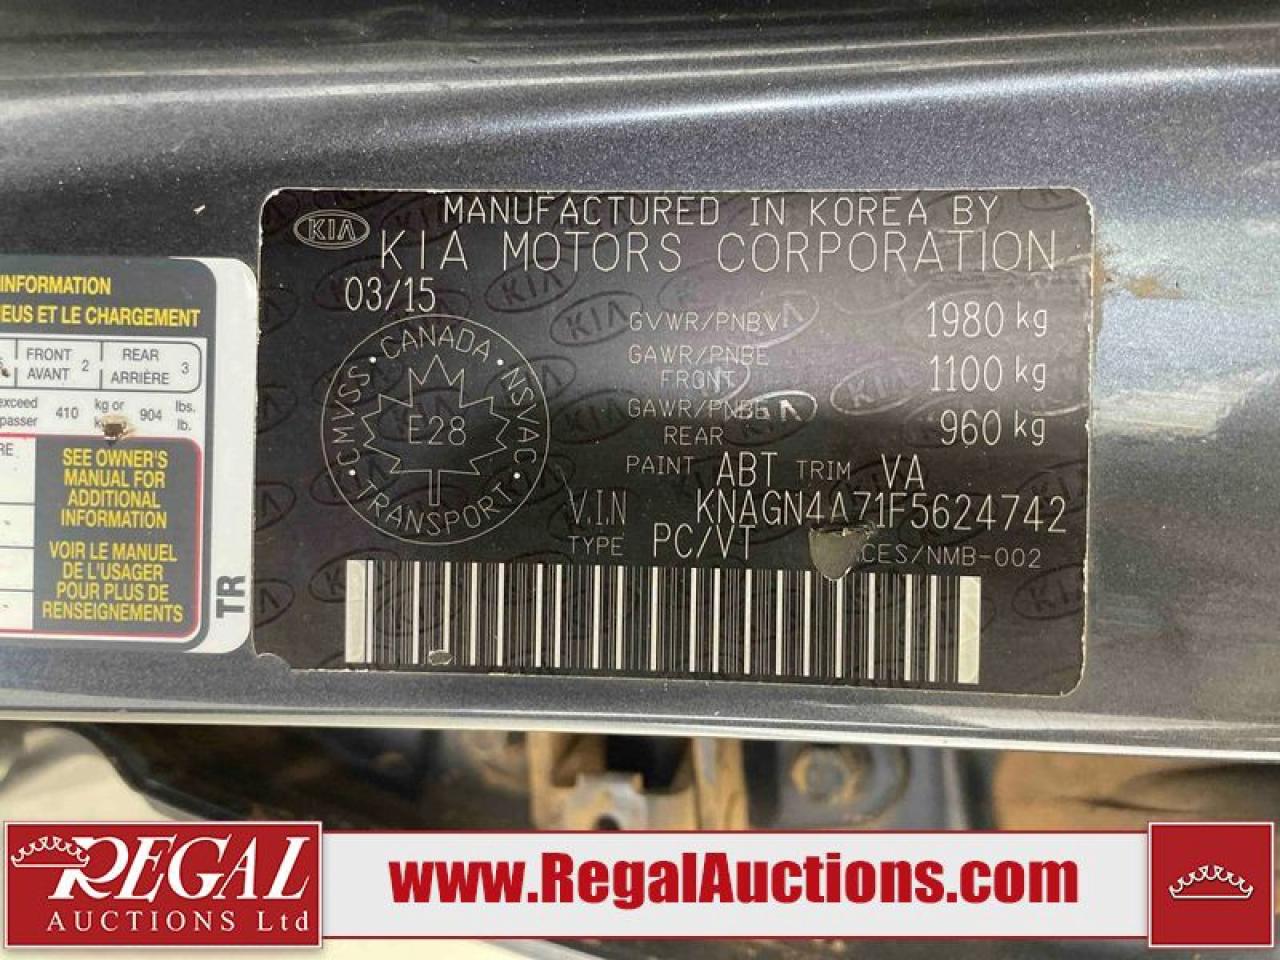 KIA
MANUFACTURED IN KOREA BY
KIA MOTORS CORPORATION
03/15
GVWR/PNBV 1980 kg
GAWR/PNBE FRONT 1100 kg
GAWR/PNBE REAR 960 kg
PAINT ABT TRIM VA
V.I.N KNAGN4A71F5624742
TYPE PC/VT CES/NMB-002
CANADA
CMVSS NSVAC
E28
TRANSPORT
INFORMATION
EUS ET LE CHARGEMENT
FRONT AVANT 2 REAR ARRIÈRE 3
exceed 410 kg or 904 lbs.
passer lb.
RE
SEE OWNER'S
MANUAL FOR
ADDITIONAL
INFORMATION
VOIR LE MANUEL
DE L'USAGER
POUR PLUS DE
RENSEIGNEMENTS
TR
REGAL
AUCTIONS Ltd
www.RegalAuctions.com